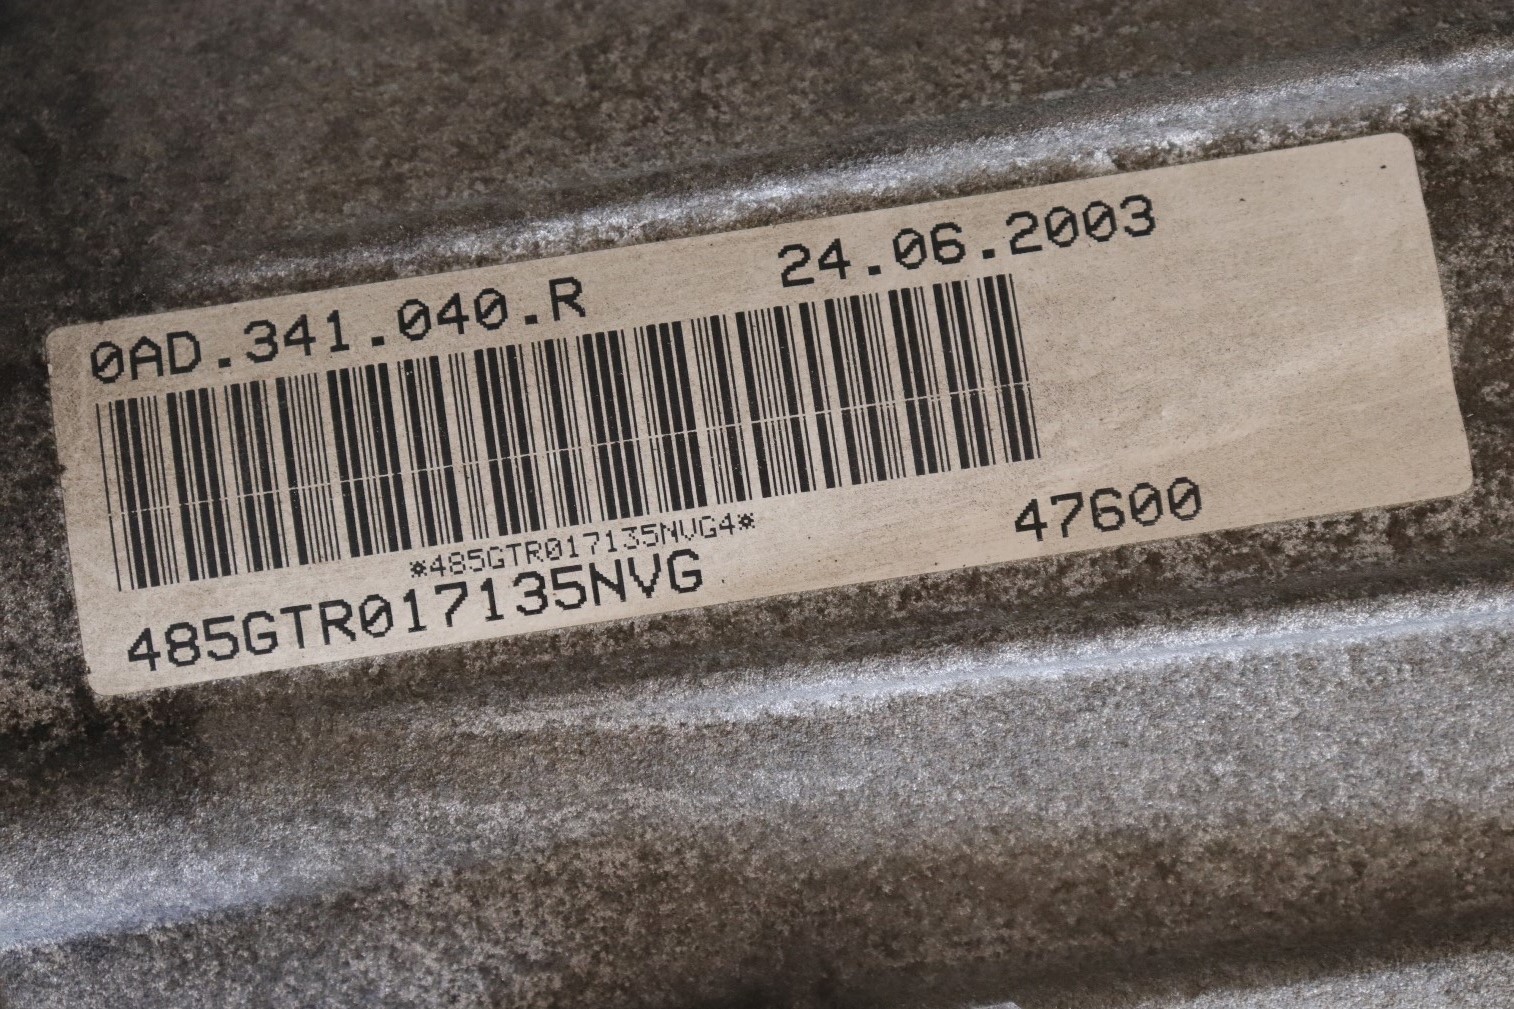 0AD.341.040.R 24.06.2003
*485GTR017135NVG4*
485GTR017135NVG 47600